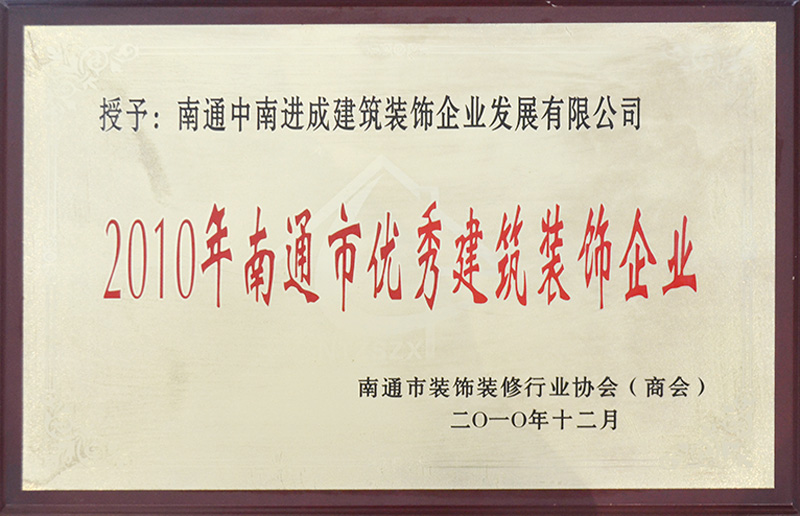 授予：南通中南进成建筑装饰企业发展有限公司
2010年南通市优秀建筑装饰企业
南通市装饰装修行业协会（商会）
二〇一〇年十二月